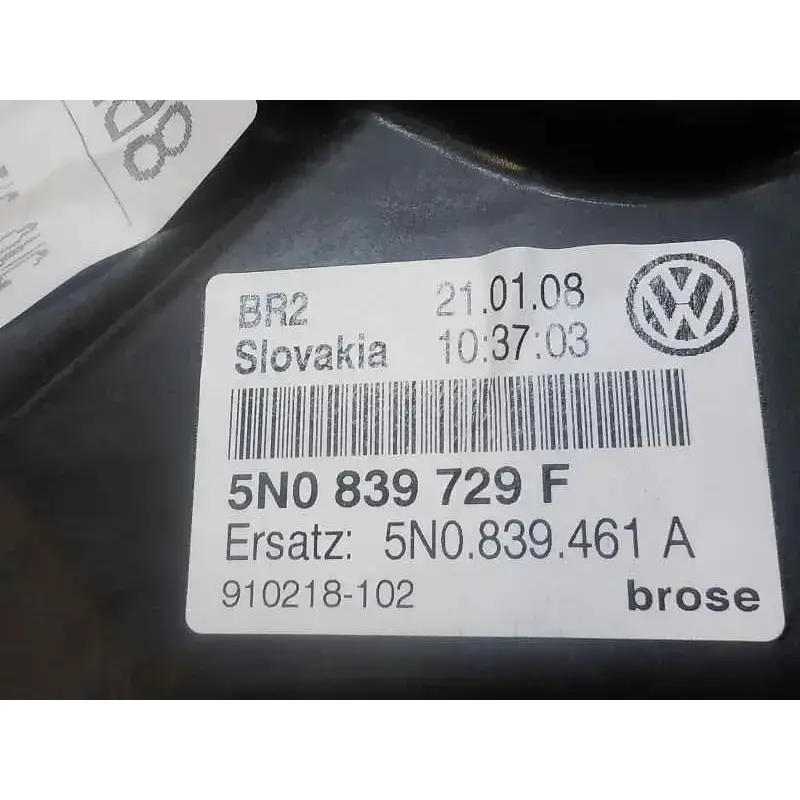 BR2 21.01.08
Slovakia 10:37:03
5N0 839 729 F
Ersatz: 5N0.839.461 A
910218-102 brose